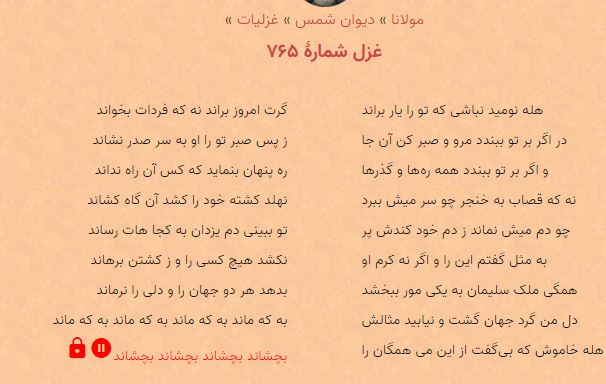 مولانا » دیوان شمس » غزلیات »
غزل شمارهٔ ۷۶۵
هله نومید نباشی که تو را یار براند
گرت امروز براند نه که فردات بخواند
در اگر بر تو ببندد مرو و صبر کن آن جا
ز پس صبر تو را او به سر صدر نشاند
و اگر بر تو ببندد همه ره‌ها و گذرها
ره پنهان بنماید که کس آن راه نداند
نه که قصاب به خنجر چو سر میش ببرد
نهلد کشته خود را کشد آن گاه کشاند
چو دم میش نماند ز دم خود کندش پر
تو ببینی دم یزدان به کجا هات رساند
به مثل گفتم این را و اگر نه کرم او
نکشد هیچ کسی را و ز کشتن برهاند
همگی ملک سلیمان به یکی مور ببخشد
بدهد هر دو جهان را و دلی را نرماند
دل من گرد جهان گشت و نیابید مثالش
به که ماند به که ماند به که ماند به که ماند
هله خاموش که بی‌گفت از این می همگان را
بچشاند بچشاند بچشاند بچشاند